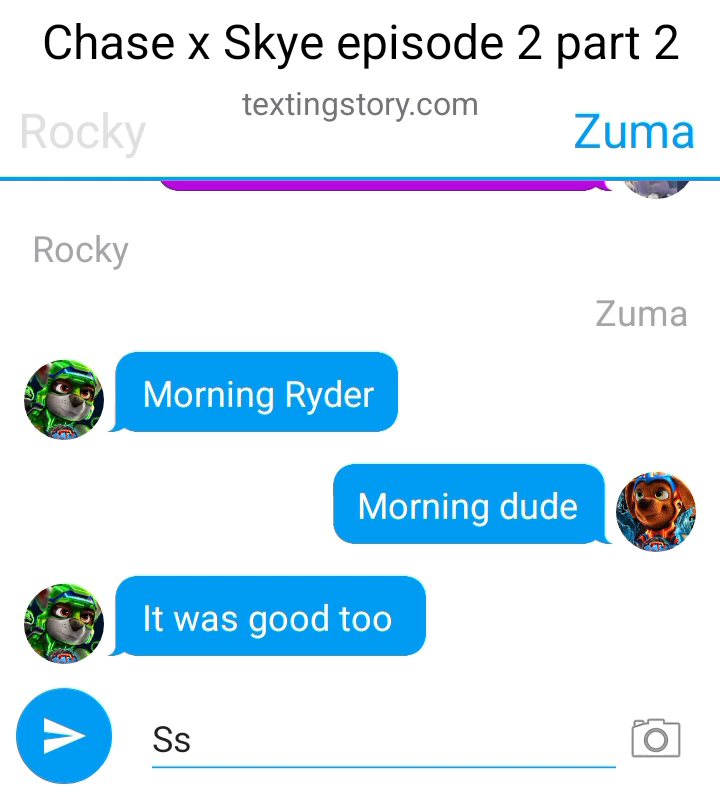 Chase x Skye episode 2 part 2
textingstory.com
Rocky
Zuma
Rocky
Zuma
Morning Ryder
Morning dude
It was good too
Ss